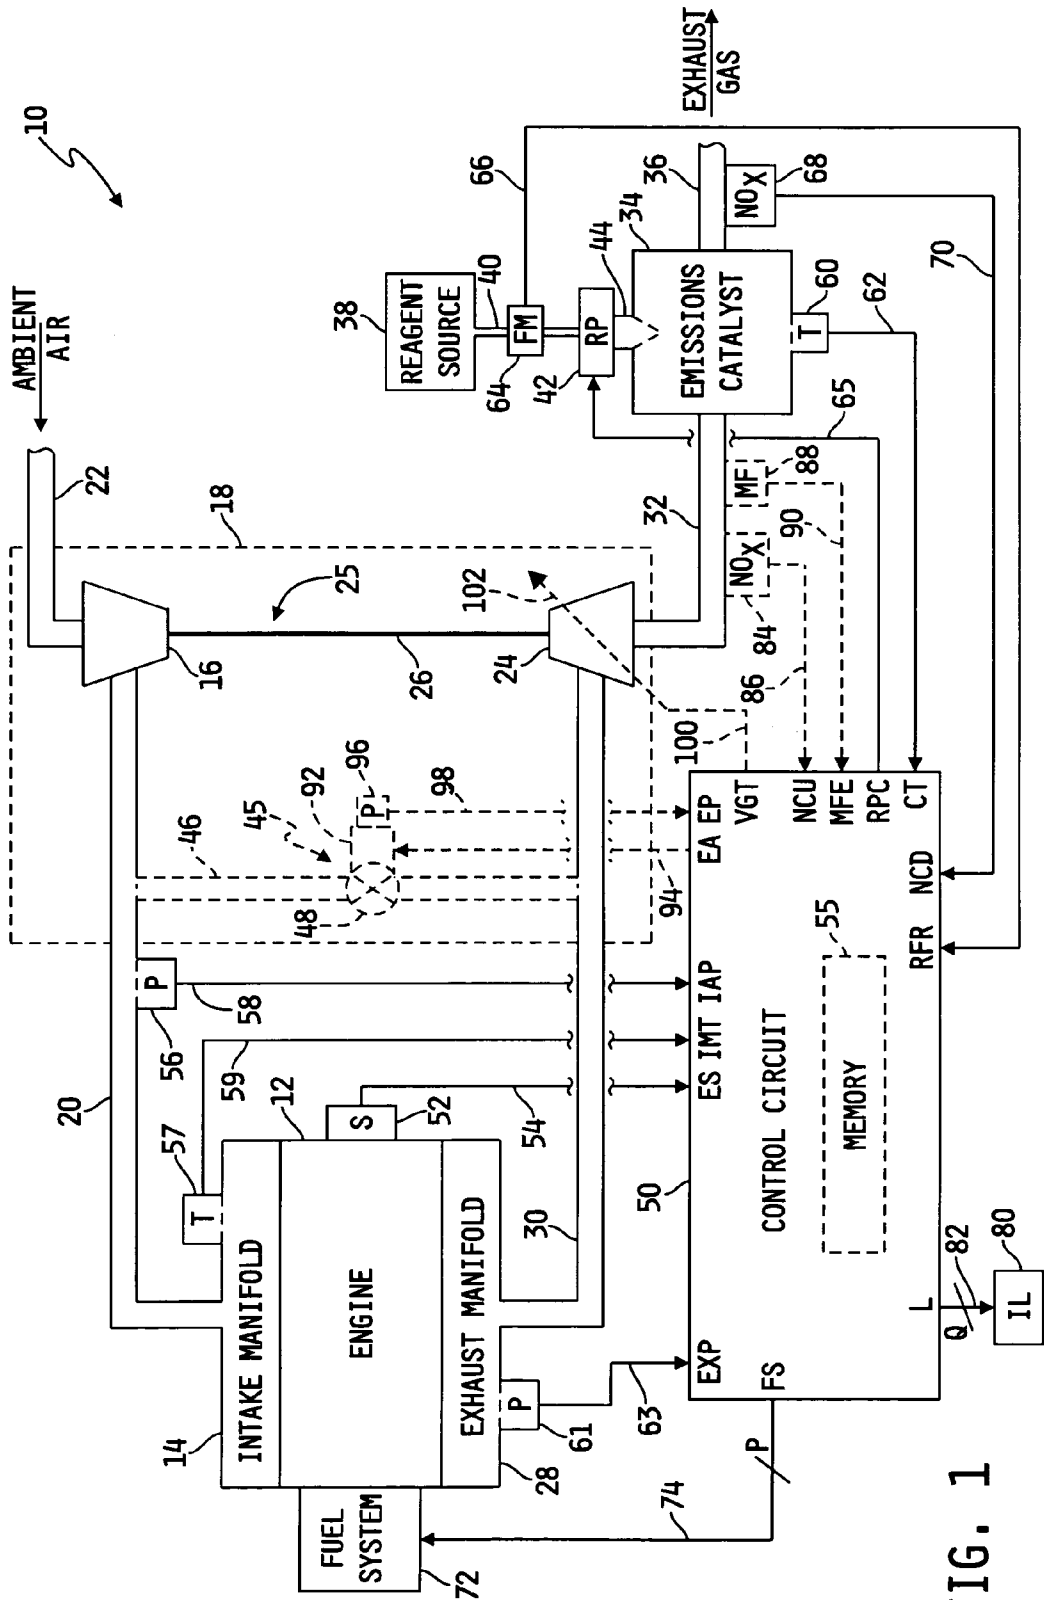 10
AMBIENT
AIR
22
18
16
25
26
24
102
20
46
45
92
P
96
98
48
94
100
P
56
58
59
T
57
14
INTAKE MANIFOLD
12
ENGINE
S
52
54
EXHAUST MANIFOLD
28
P
61
63
30
FUEL
SYSTEM
72
74
P
REAGENT
SOURCE
38
40
FM
64
66
RP
42
44
EMISSIONS
CATALYST
34
36
32
EXHAUST
GAS
NOX
68
70
T
60
62
65
MF
88
90
NOX
84
86
50
CONTROL CIRCUIT
MEMORY
55
EXP
FS
ES
IMT
IAP
EA
EP
VGT
NCU
MFE
RPC
CT
NCD
RFR
L
Q
82
IL
80
IG. 1